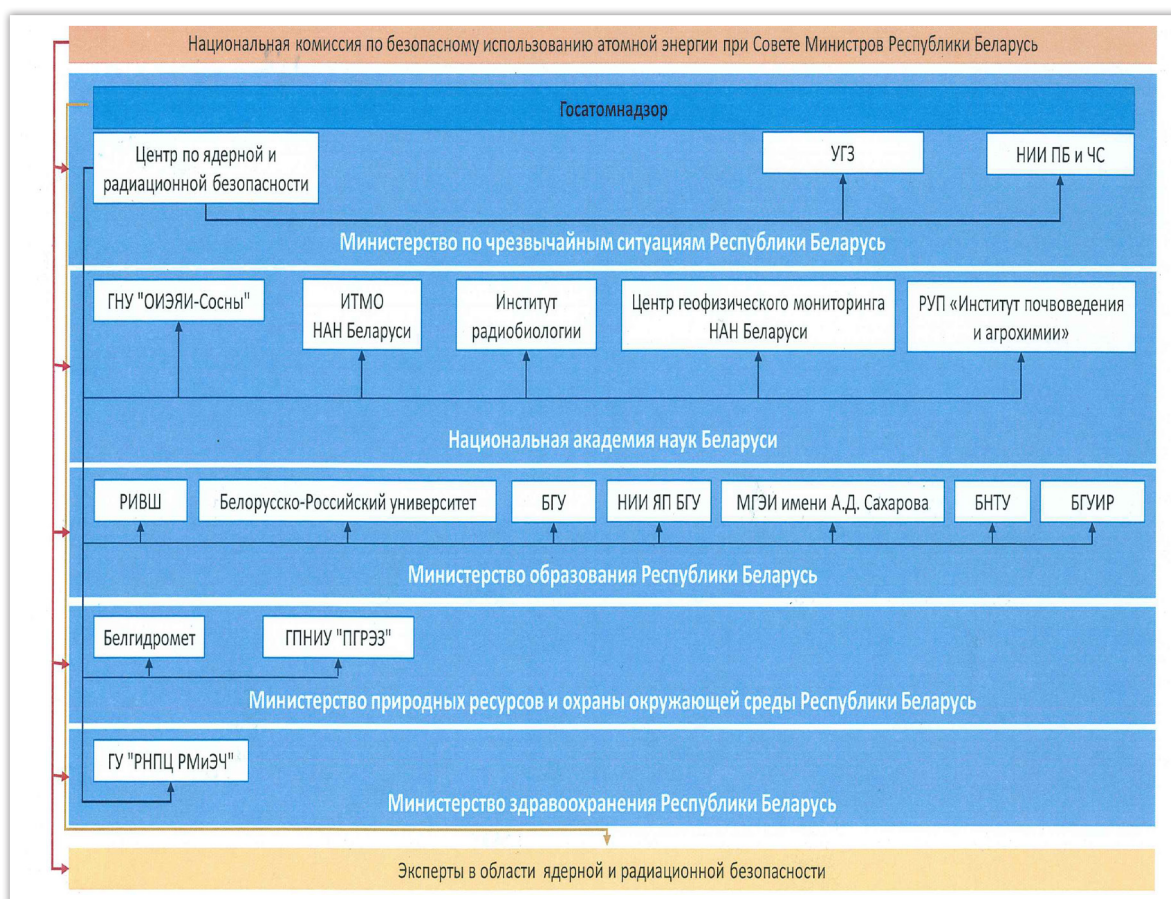 Национальная комиссия по безопасному использованию атомной энергии при Совете Министров Республики Беларусь
Госатомнадзор
Центр по ядерной и
радиационной безопасности
УГЗ
НИИ ПБ и ЧС
Министерство по чрезвычайным ситуациям Республики Беларусь
ГНУ "ОИЭЯИ-Сосны"
ИТМО
НАН Беларуси
Институт
радиобиологии
Центр геофизического мониторинга
НАН Беларуси
РУП «Институт почвоведения
и агрохимии»
Национальная академия наук Беларуси
РИВШ
Белорусско-Российский университет
БГУ
НИИ ЯП БГУ
МГЭИ имени А.Д. Сахарова
БНТУ
БГУИР
Министерство образования Республики Беларусь
Белгидромет
ГПНИУ "ПГРЭЗ"
Министерство природных ресурсов и охраны окружающей среды Республики Беларусь
ГУ "РНПЦ РМиЭЧ"
Министерство здравоохранения Республики Беларусь
Эксперты в области ядерной и радиационной безопасности